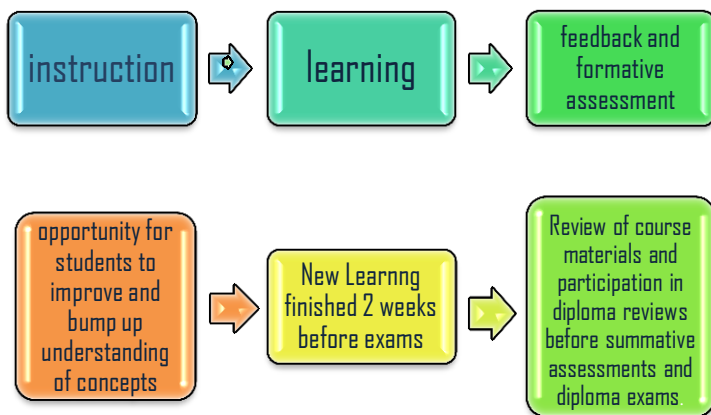 instruction
learning
feedback and
formative
assessment
opportunity for
students to
improve and
bump up
understanding
of concepts
New Learnng
finished 2 weeks
before exams
Review of course
materials and
participation in
diploma reviews
before summative
assessments and
diploma exams.